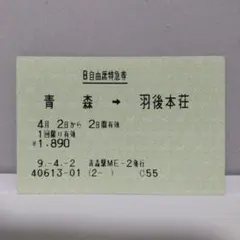 B自由席特急券
青森 → 羽後本荘
4月 2日から 2日間有効
1回限り有効
¥1,890
9.-4.-2 青森駅ME-2発行
40613-01 (2- ) C55